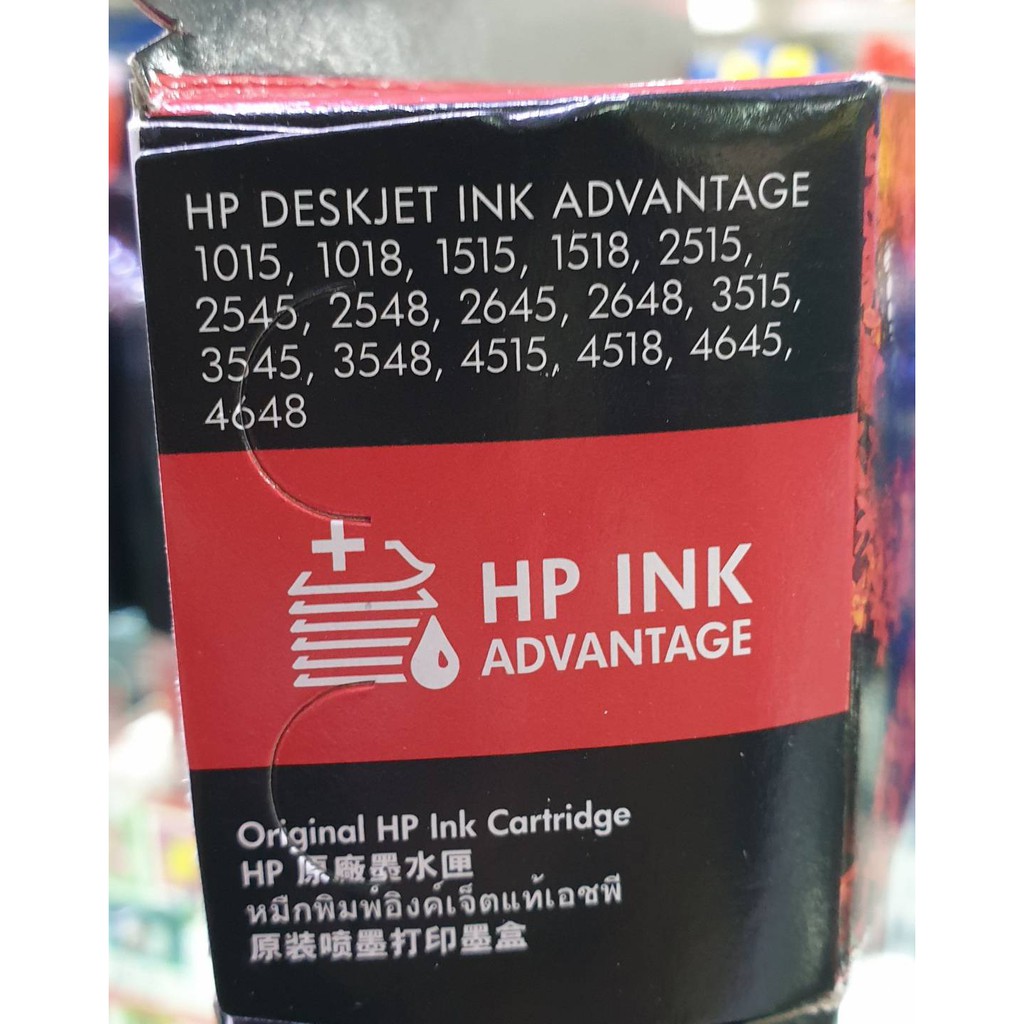 HP DESKJET INK ADVANTAGE
1015, 1018, 1515, 1518, 2515,
2545, 2548, 2645, 2648, 3515,
3545, 3548, 4515, 4518, 4645,
4648
HP INK
ADVANTAGE
Original HP Ink Cartridge
HP 原廠墨水匣
หมึกพิมพ์อิงค์เจ็ตแท้เอชพี
原装喷墨打印墨盒